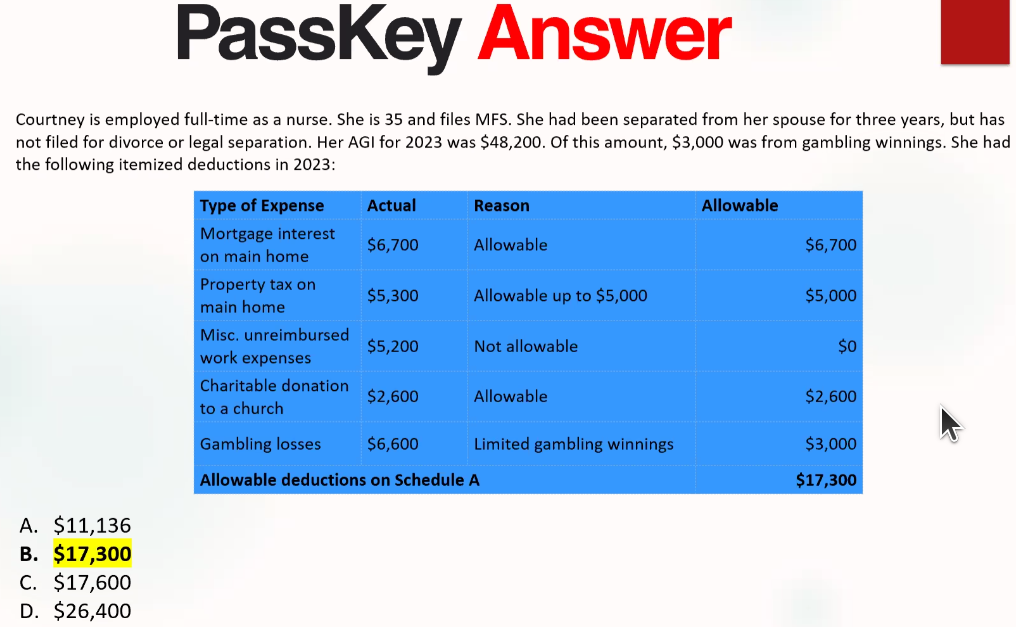 PassKey Answer
Courtney is employed full-time as a nurse. She is 35 and files MFS. She had been separated from her spouse for three years, but has
not filed for divorce or legal separation. Her AGI for 2023 was $48,200. Of this amount, $3,000 was from gambling winnings. She had
the following itemized deductions in 2023:
Type of Expense Actual Reason Allowable
Mortgage interest
on main home $6,700 Allowable $6,700
Property tax on
main home $5,300 Allowable up to $5,000 $5,000
Misc. unreimbursed
work expenses $5,200 Not allowable $0
Charitable donation
to a church $2,600 Allowable $2,600
Gambling losses $6,600 Limited gambling winnings $3,000
Allowable deductions on Schedule A $17,300
A. $11,136
B. $17,300
C. $17,600
D. $26,400